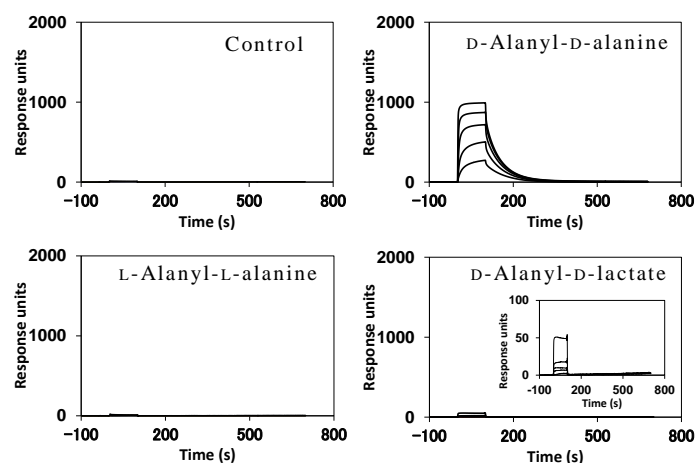 2000
1000
0
Response units
Control
−100 200 500 800
Time (s)
2000
1000
0
Response units
D-Alanyl-D-alanine
−100 200 500 800
Time (s)
2000
1000
0
Response units
L-Alanyl-L-alanine
−100 200 500 800
Time (s)
2000
1000
0
Response units
D-Alanyl-D-lactate
100
50
0
Response units
-100 200 500 800
Time (s)
−100 200 500 800
Time (s)